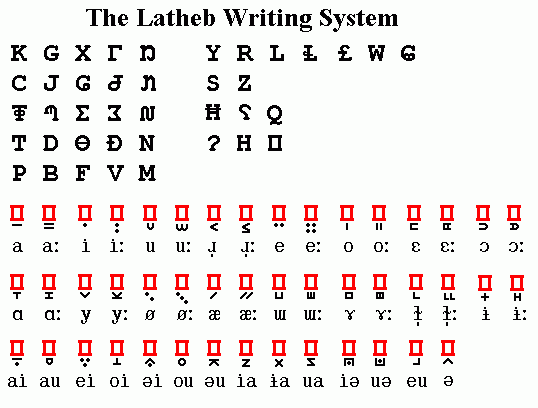 The Latheb Writing System
K G X Γ Ŋ Y R L Ł £ W
C J S Z
Σ Ħ Q
T D Ө Đ N ? H
P B F V M
a aː i iː u uː ɹ̩ ɹ̩ː e eː o oː ɛ ɛː ɔ ɔː
ɑ ɑː y yː ø øː æ æː ɯ ɯː ɤ ɤː ɫ̩ ɫ̩ː ɨ ɨː
ai au ei oi əi ou əu ia ɨa ua iə uə eu ə